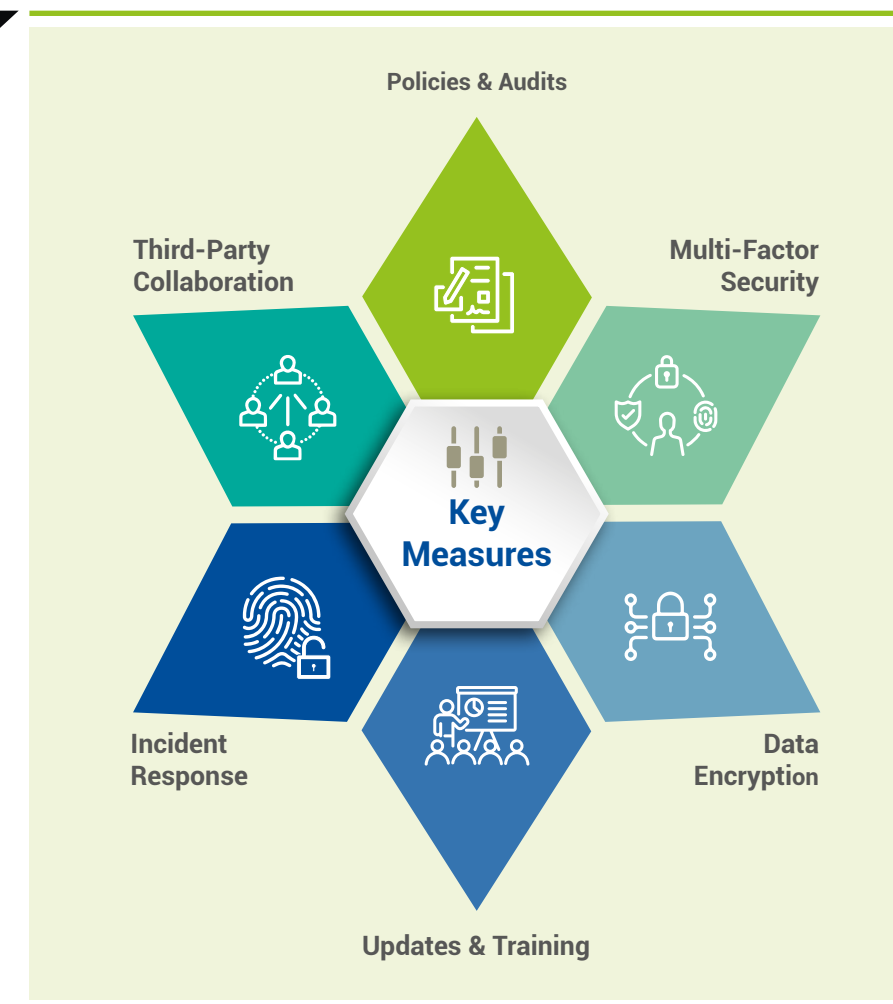 Policies & Audits
Third-Party
Collaboration
Multi-Factor
Security
Key
Measures
Incident
Response
Data
Encryption
Updates & Training